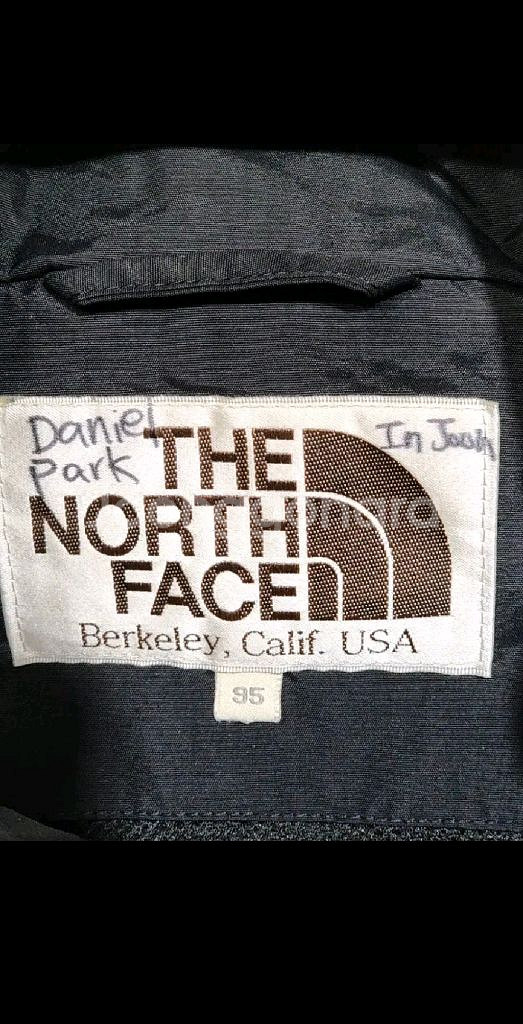 Daniel
park
In Jooh
THE
NORTH
FACE
Berkeley, Calif. USA
95